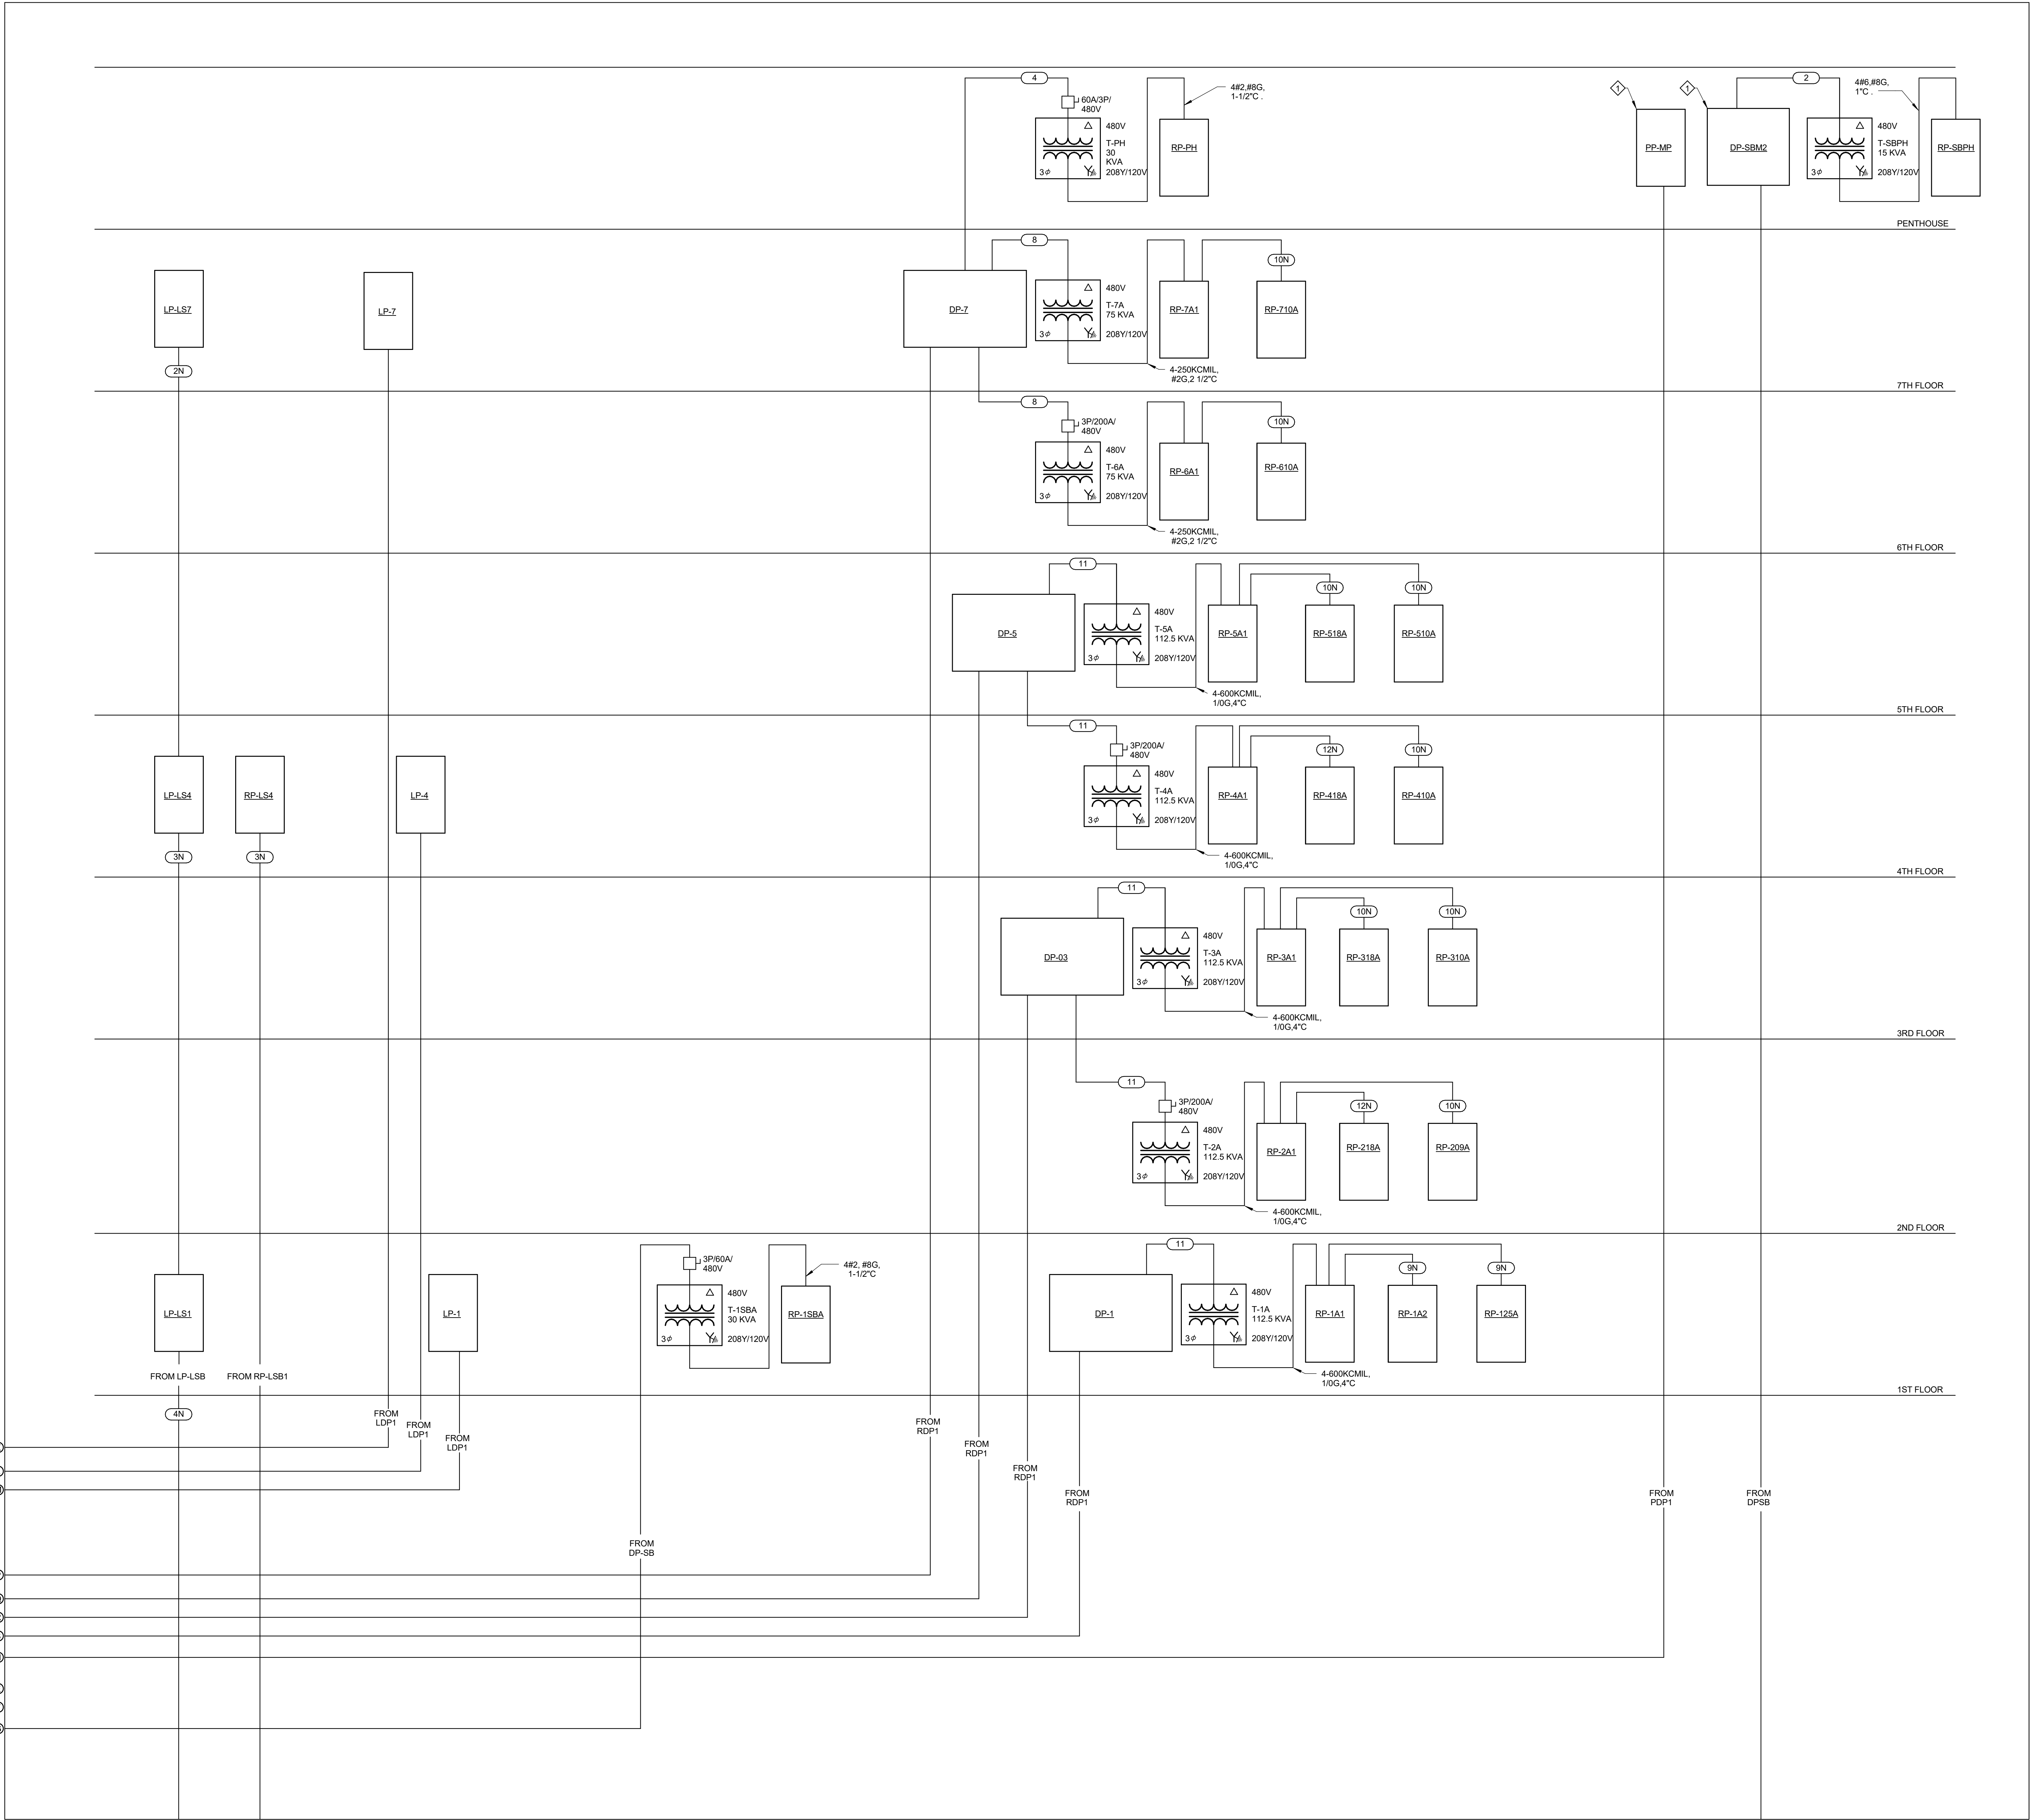 4
60A/3P/
480V
480V
T-PH
30
KVA
208Y/120V
3ϕ
RP-PH
4#2,#8G,
1-1/2"C .
1
PP-MP
1
DP-SBM2
2
480V
T-SBPH
15 KVA
208Y/120V
3ϕ
4#6,#8G,
1"C .
RP-SBPH
PENTHOUSE
LP-LS7
2N
LP-7
DP-7
8
480V
T-7A
75 KVA
208Y/120V
3ϕ
RP-7A1
10N
RP-710A
4-250KCMIL,
#2G,2 1/2"C
7TH FLOOR
8
3P/200A/
480V
480V
T-6A
75 KVA
208Y/120V
3ϕ
RP-6A1
10N
RP-610A
4-250KCMIL,
#2G,2 1/2"C
6TH FLOOR
DP-5
11
480V
T-5A
112.5 KVA
208Y/120V
3ϕ
RP-5A1
10N
RP-518A
10N
RP-510A
4-600KCMIL,
1/0G,4"C
5TH FLOOR
LP-LS4
3N
RP-LS4
3N
LP-4
11
3P/200A/
480V
480V
T-4A
112.5 KVA
208Y/120V
3ϕ
RP-4A1
12N
RP-418A
10N
RP-410A
4-600KCMIL,
1/0G,4"C
4TH FLOOR
DP-03
11
480V
T-3A
112.5 KVA
208Y/120V
3ϕ
RP-3A1
10N
RP-318A
10N
RP-310A
4-600KCMIL,
1/0G,4"C
3RD FLOOR
11
3P/200A/
480V
480V
T-2A
112.5 KVA
208Y/120V
3ϕ
RP-2A1
12N
RP-218A
10N
RP-209A
4-600KCMIL,
1/0G,4"C
2ND FLOOR
LP-LS1
FROM LP-LSB
FROM RP-LSB1
LP-1
3P/60A/
480V
480V
T-1SBA
30 KVA
208Y/120V
3ϕ
RP-1SBA
4#2, #8G,
1-1/2"C
DP-1
11
480V
T-1A
112.5 KVA
208Y/120V
3ϕ
RP-1A1
9N
RP-1A2
9N
RP-125A
4-600KCMIL,
1/0G,4"C
1ST FLOOR
4N
FROM
LDP1
FROM
LDP1
FROM
LDP1
FROM
DP-SB
FROM
RDP1
FROM
RDP1
FROM
RDP1
FROM
RDP1
FROM
PDP1
FROM
DPSB